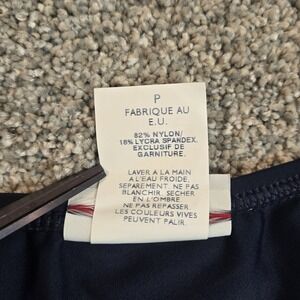 P
FABRIQUE AU
E.U.
82% NYLON/
18% LYCRA SPANDEX.
EXCLUSIF DE
GARNITURE.
LAVER A LA MAIN
A L'EAU FROIDE,
SEPAREMENT. NE PAS
BLANCHIR. SECHER
EN L'OMBRE.
NE PAS REPASSER.
LES COULEURS VIVES
PEUVENT PALIR.